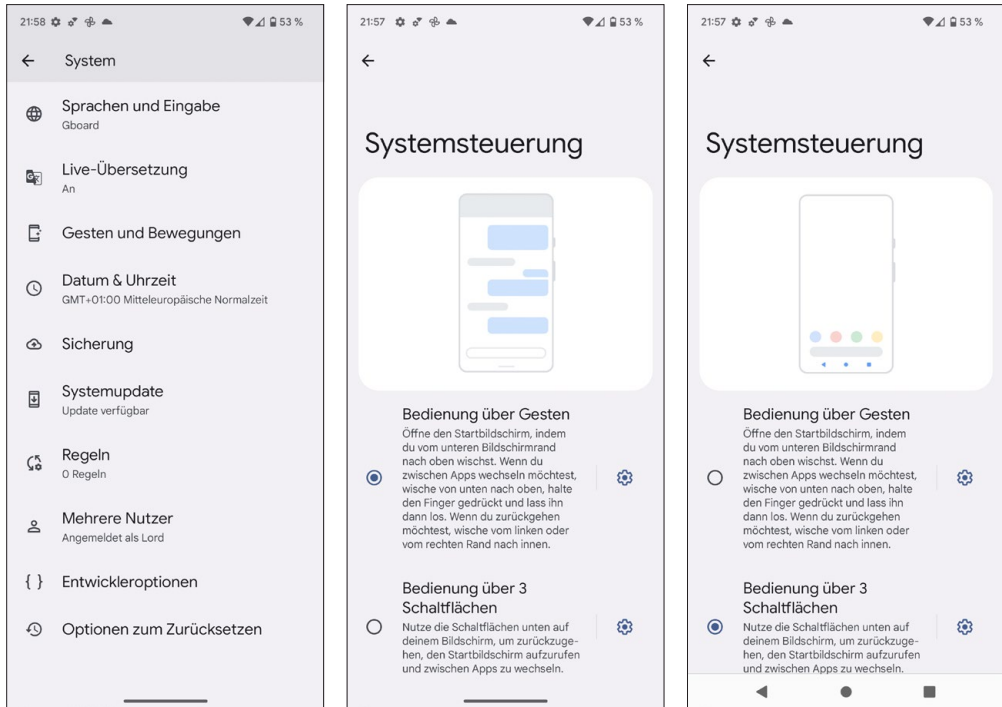 21:58 53 %
System
Sprachen und Eingabe
Gboard
Live-Übersetzung
An
Gesten und Bewegungen
Datum & Uhrzeit
GMT+01:00 Mitteleuropäische Normalzeit
Sicherung
Systemupdate
Update verfügbar
Regeln
0 Regeln
Mehrere Nutzer
Angemeldet als Lord
{ } Entwickleroptionen
Optionen zum Zurücksetzen
21:57 53 %
Systemsteuerung
Bedienung über Gesten
Öffne den Startbildschirm, indem
du vom unteren Bildschirmrand
nach oben wischst. Wenn du
zwischen Apps wechseln möchtest,
wische von unten nach oben, halte
den Finger gedrückt und lass ihn
dann los. Wenn du zurückgehen
möchtest, wische vom linken oder
vom rechten Rand nach innen.
Bedienung über 3
Schaltflächen
Nutze die Schaltflächen unten auf
deinem Bildschirm, um zurückzuge-
hen, den Startbildschirm aufzurufen
und zwischen Apps zu wechseln.
21:57 53 %
Systemsteuerung
Bedienung über Gesten
Öffne den Startbildschirm, indem
du vom unteren Bildschirmrand
nach oben wischst. Wenn du
zwischen Apps wechseln möchtest,
wische von unten nach oben, halte
den Finger gedrückt und lass ihn
dann los. Wenn du zurückgehen
möchtest, wische vom linken oder
vom rechten Rand nach innen.
Bedienung über 3
Schaltflächen
Nutze die Schaltflächen unten auf
deinem Bildschirm, um zurückzuge-
hen, den Startbildschirm aufzurufen
und zwischen Apps zu wechseln.